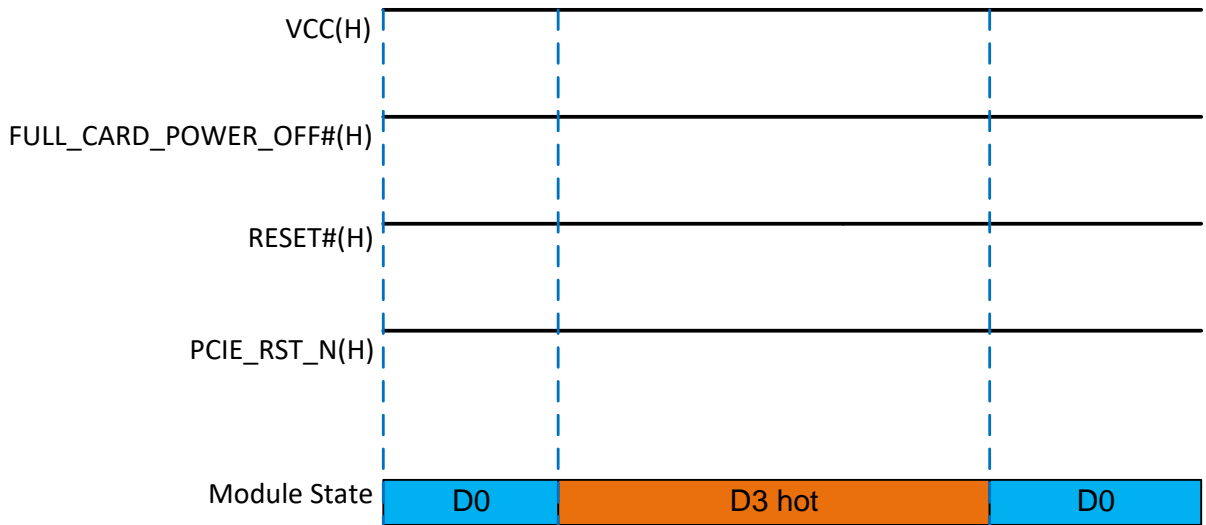 VCC(H)
FULL_CARD_POWER_OFF#(H)
RESET#(H)
PCIE_RST_N(H)
Module State D0 D3 hot D0